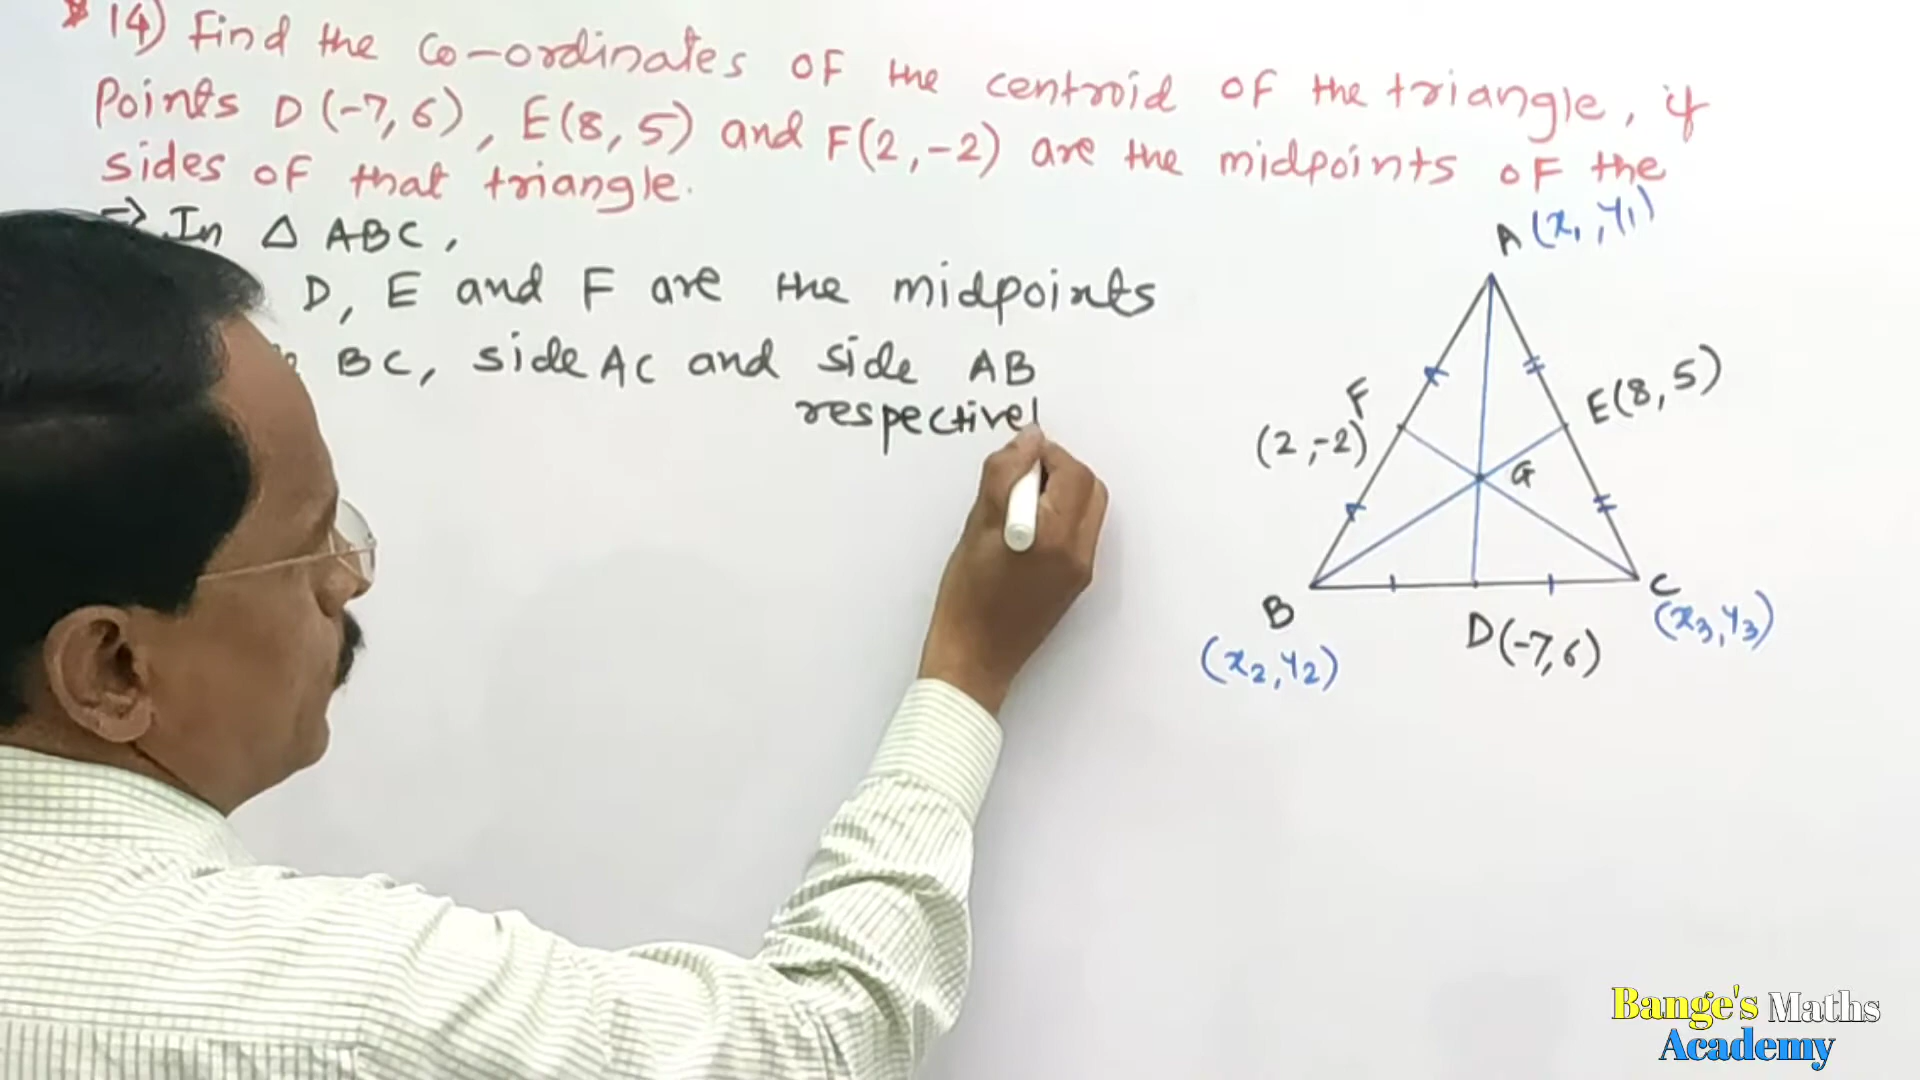 14) Find the co-ordinates of the centroid of the triangle, if
points D(-7,6), E(8,5) and F(2,-2) are the midpoints of the
sides of that triangle.
⇒ In △ ABC,
D, E and F are the midpoints
BC, side AC and side AB
respectivel
A (x₁, y₁)
F
(2,-2)
E(8,5)
G
B
(x₂, y₂)
D(-7,6)
C
(x₃, y₃)
Bange's Maths
Academy